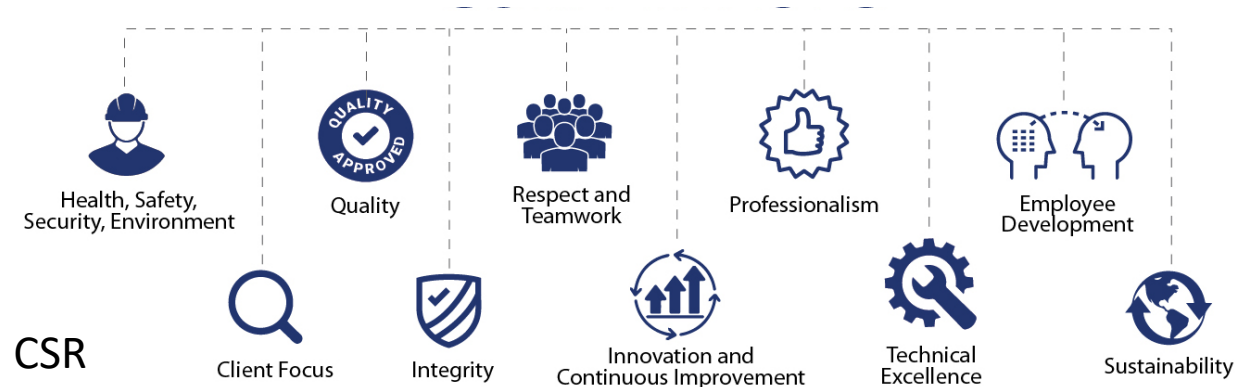 Health, Safety,
Security, Environment
QUALITY
APPROVED
Quality
Respect and
Teamwork
Professionalism
Employee
Development
CSR
Client Focus
Integrity
Innovation and
Continuous Improvement
Technical
Excellence
Sustainability